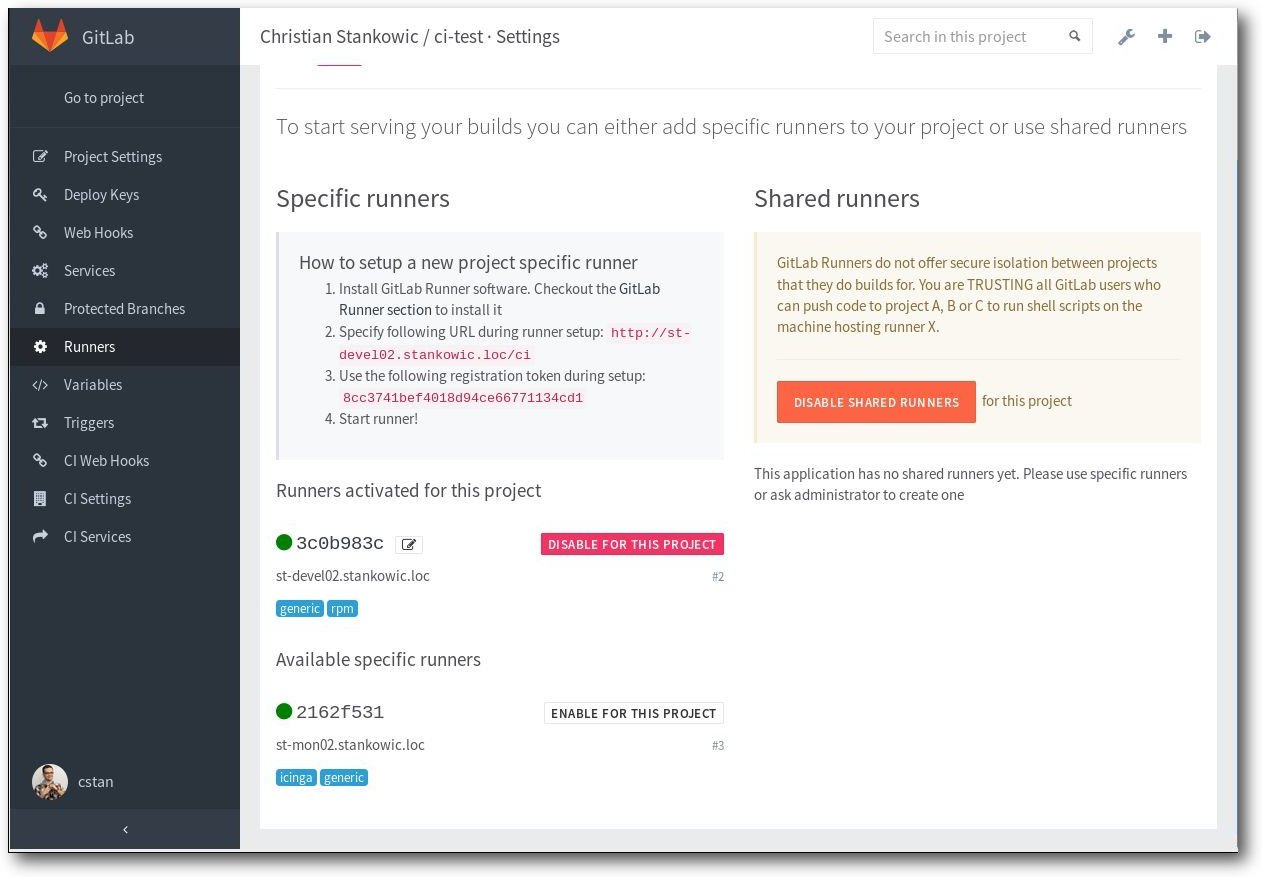 GitLab
Christian Stankowic / ci-test · Settings
Search in this project
Go to project
Project Settings
Deploy Keys
Web Hooks
Services
Protected Branches
Runners
Variables
Triggers
CI Web Hooks
CI Settings
CI Services
cstan
To start serving your builds you can either add specific runners to your project or use shared runners
Specific runners
How to setup a new project specific runner
1. Install GitLab Runner software. Checkout the GitLab
Runner section to install it
2. Specify following URL during runner setup: http://st-
devel02.stankowic.loc/ci
3. Use the following registration token during setup:
8cc3741bef4018d94ce66771134cd1
4. Start runner!
Runners activated for this project
3c0b983c
DISABLE FOR THIS PROJECT
st-devel02.stankowic.loc
#2
generic rpm
Available specific runners
2162f531
ENABLE FOR THIS PROJECT
st-mon02.stankowic.loc
#3
icinga generic
Shared runners
GitLab Runners do not offer secure isolation between projects
that they do builds for. You are TRUSTING all GitLab users who
can push code to project A, B or C to run shell scripts on the
machine hosting runner X.
DISABLE SHARED RUNNERS for this project
This application has no shared runners yet. Please use specific runners
or ask administrator to create one